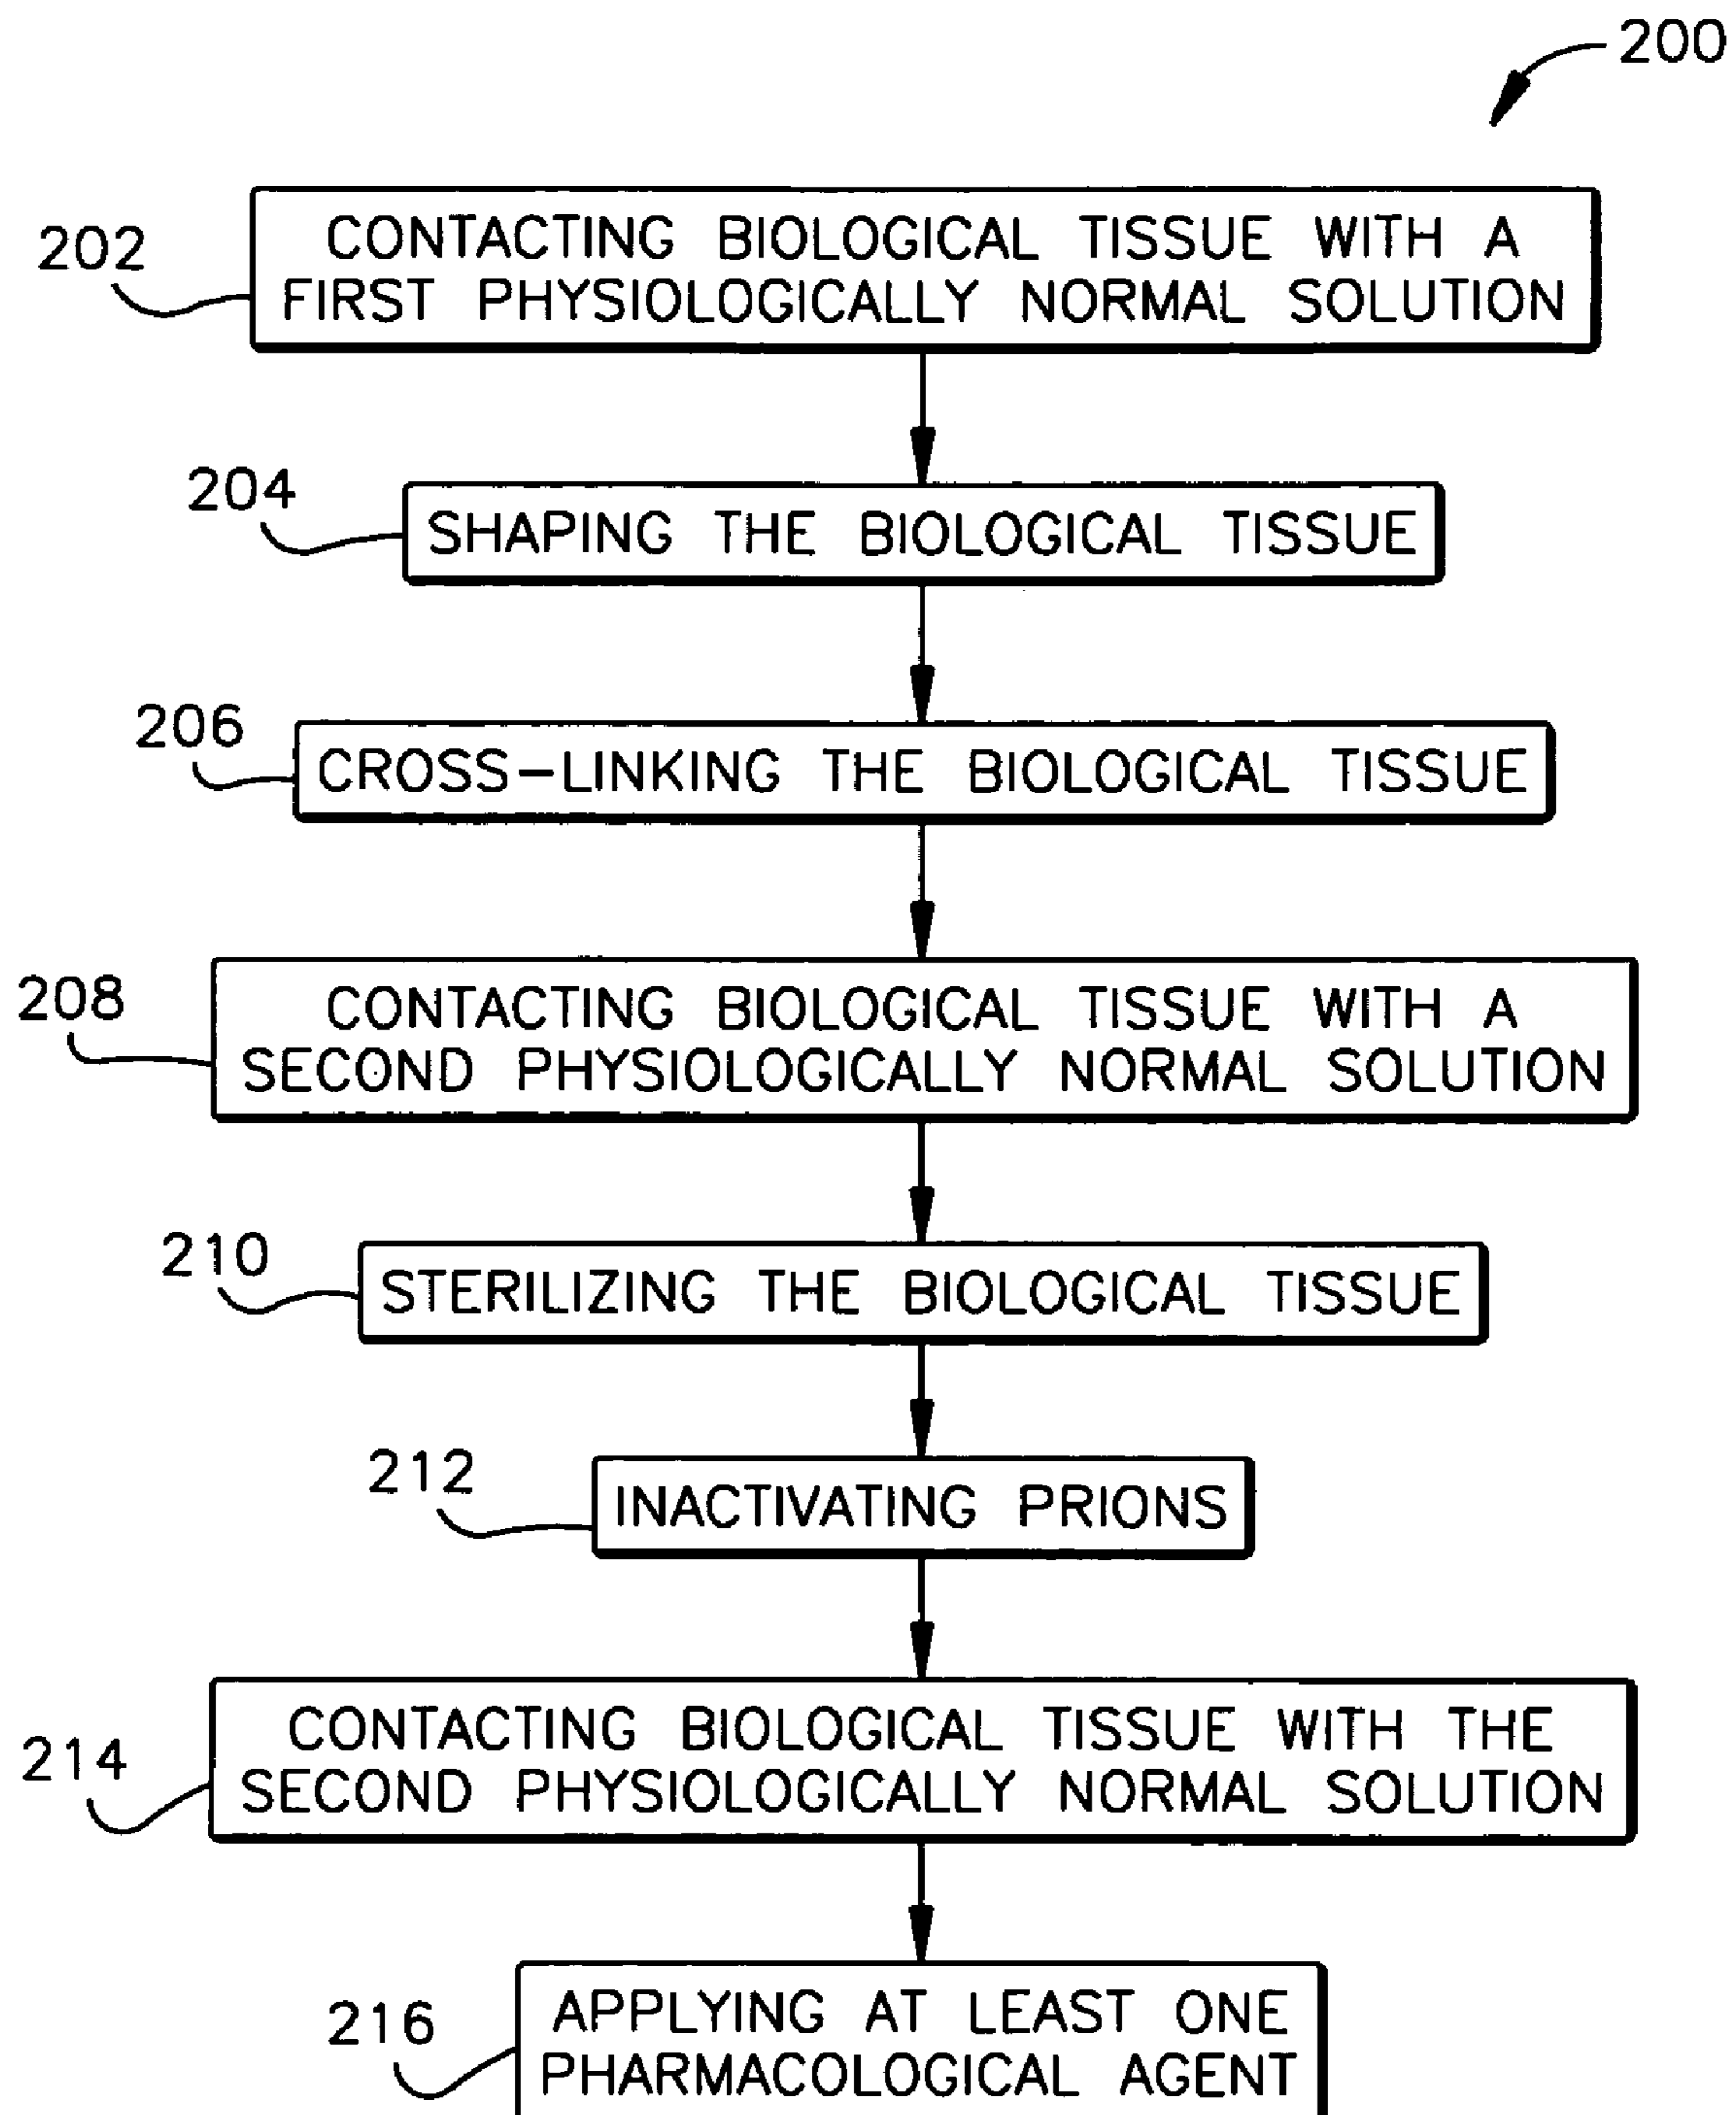 200
202
CONTACTING BIOLOGICAL TISSUE WITH A
FIRST PHYSIOLOGICALLY NORMAL SOLUTION
204
SHAPING THE BIOLOGICAL TISSUE
206
CROSS-LINKING THE BIOLOGICAL TISSUE
208
CONTACTING BIOLOGICAL TISSUE WITH A
SECOND PHYSIOLOGICALLY NORMAL SOLUTION
210
STERILIZING THE BIOLOGICAL TISSUE
212
INACTIVATING PRIONS
214
CONTACTING BIOLOGICAL TISSUE WITH THE
SECOND PHYSIOLOGICALLY NORMAL SOLUTION
216
APPLYING AT LEAST ONE
PHARMACOLOGICAL AGENT